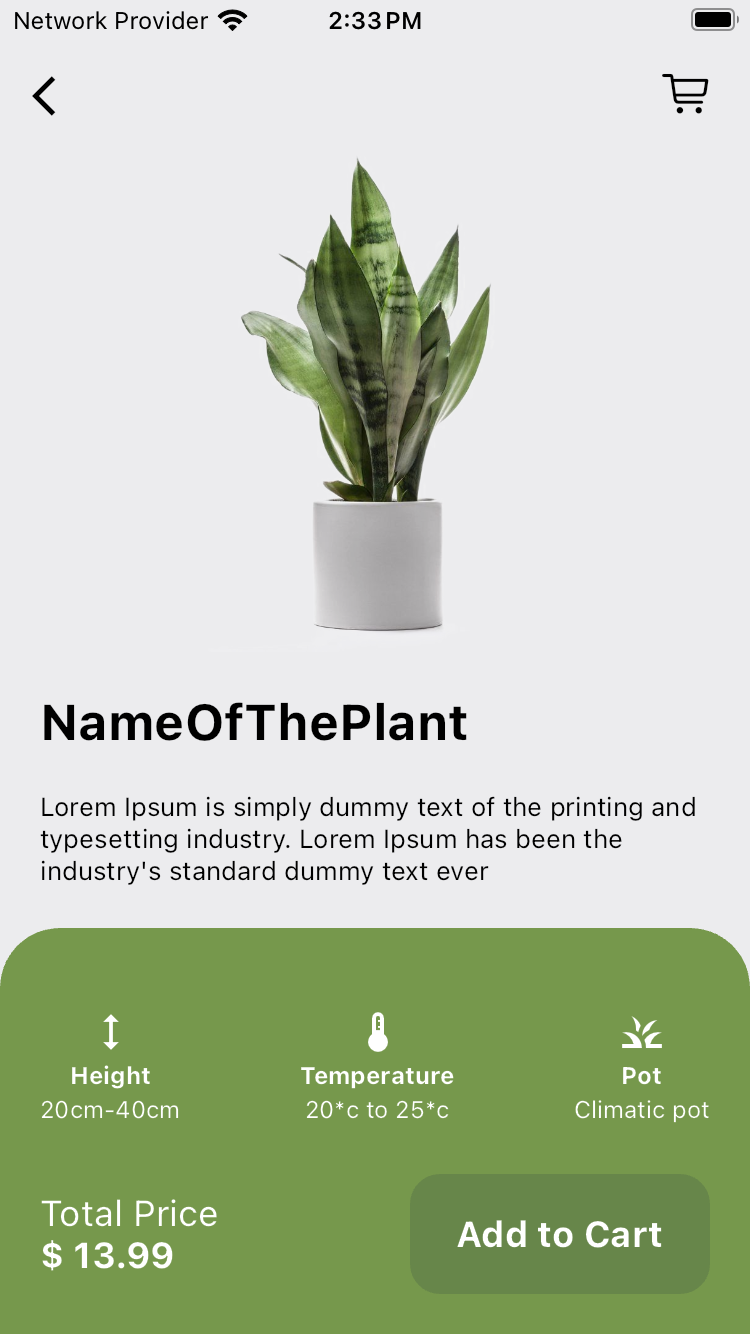 Network Provider 2:33 PM
NameOfThePlant
Lorem Ipsum is simply dummy text of the printing and
typesetting industry. Lorem Ipsum has been the
industry's standard dummy text ever
Height Temperature Pot
20cm-40cm 20*c to 25*c Climatic pot
Total Price
$ 13.99
Add to Cart